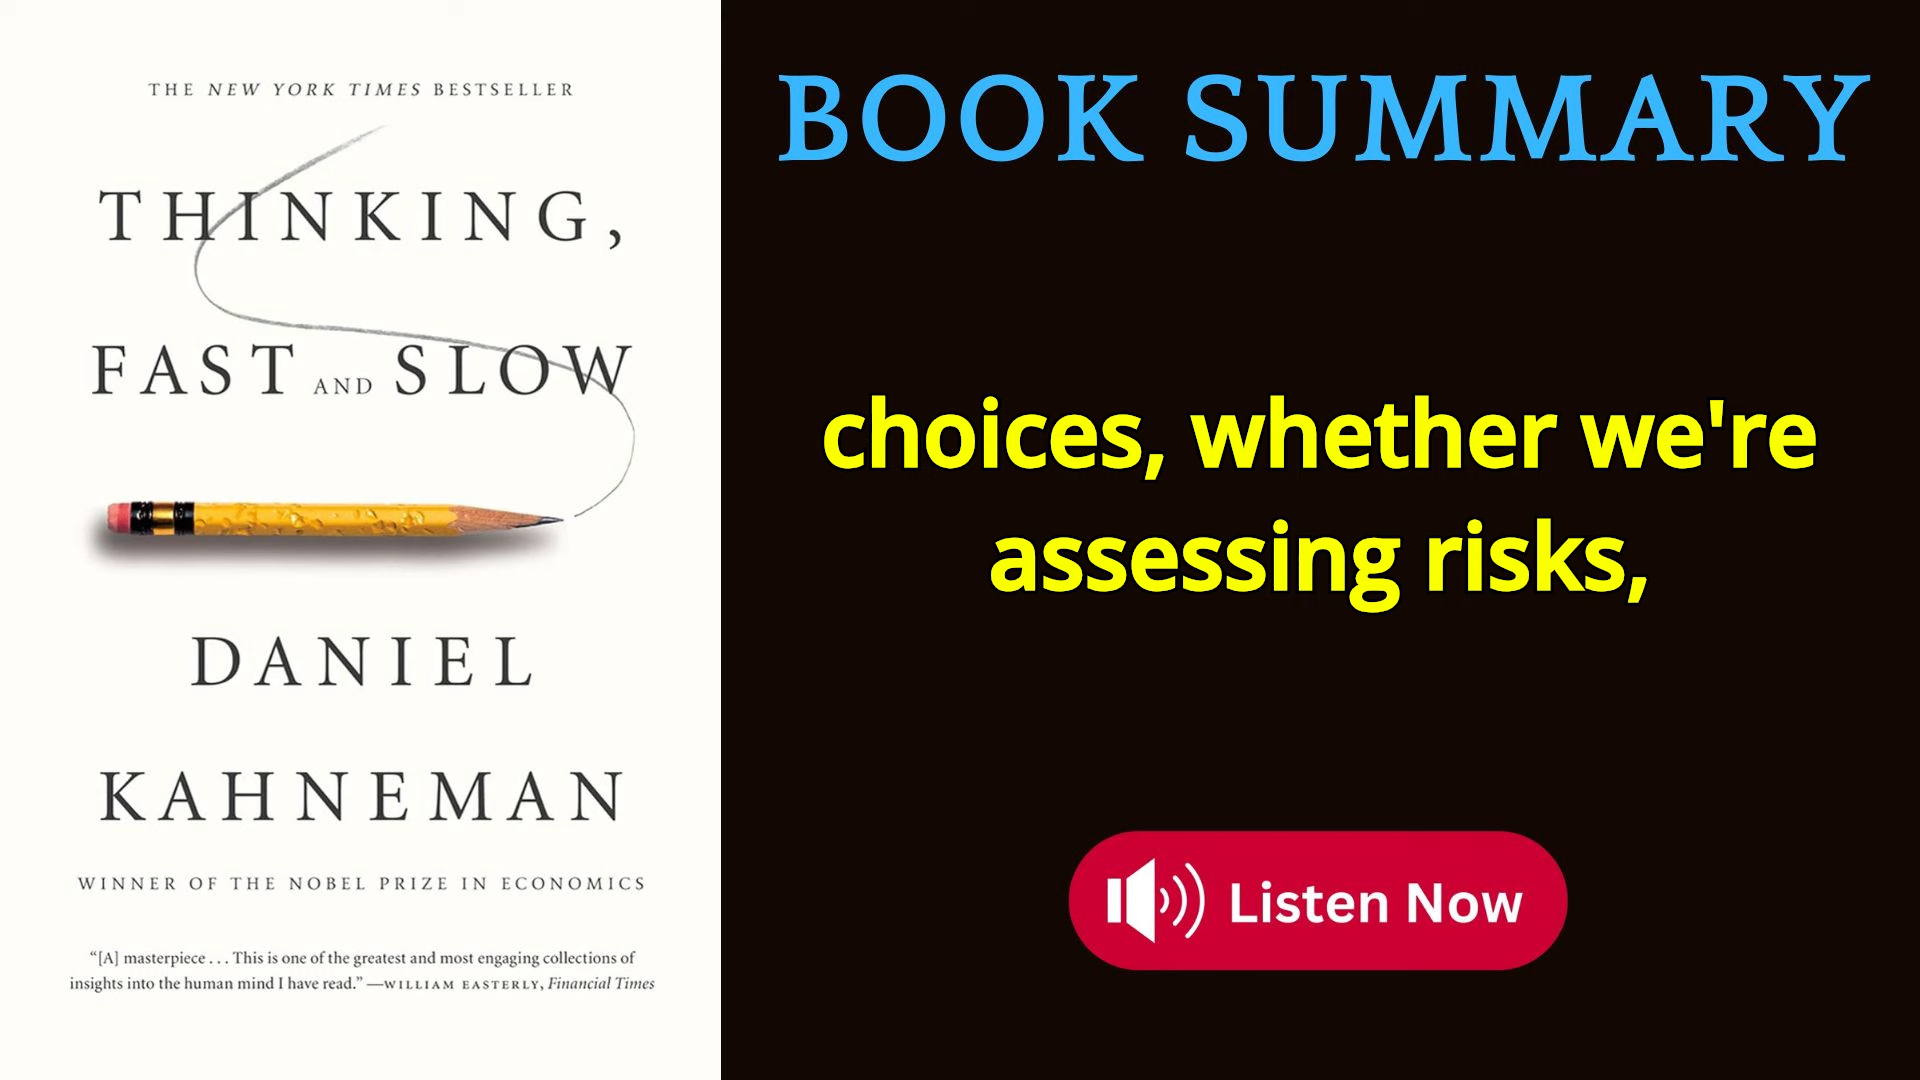 THE NEW YORK TIMES BESTSELLER
THINKING,
FAST AND SLOW
DANIEL
KAHNEMAN
WINNER OF THE NOBEL PRIZE IN ECONOMICS
“[A] masterpiece . . . This is one of the greatest and most engaging collections of
insights into the human mind I have read.” —WILLIAM EASTERLY, Financial Times
BOOK SUMMARY
choices, whether we're
assessing risks,
Listen Now